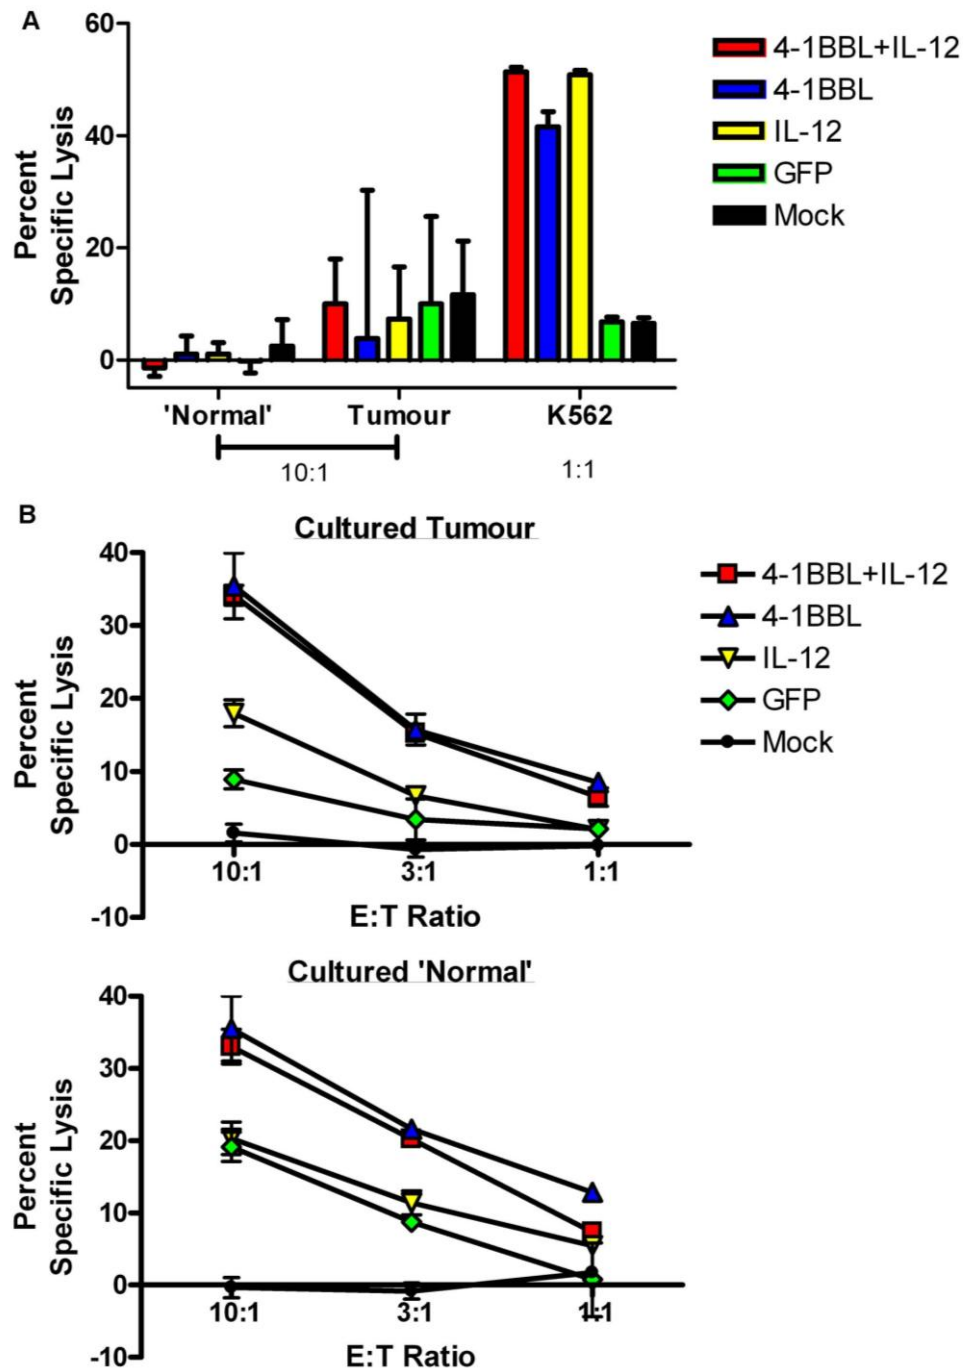 A
60
40
20
0
Percent
Specific Lysis
'Normal'
Tumour
K562
10:1
1:1
4-1BBL+IL-12
4-1BBL
IL-12
GFP
Mock
B
Cultured Tumour
40
30
20
10
0
-10
Percent
Specific Lysis
10:1
3:1
1:1
E:T Ratio
4-1BBL+IL-12
4-1BBL
IL-12
GFP
Mock
Cultured 'Normal'
40
30
20
10
0
-10
Percent
Specific Lysis
10:1
3:1
1:1
E:T Ratio